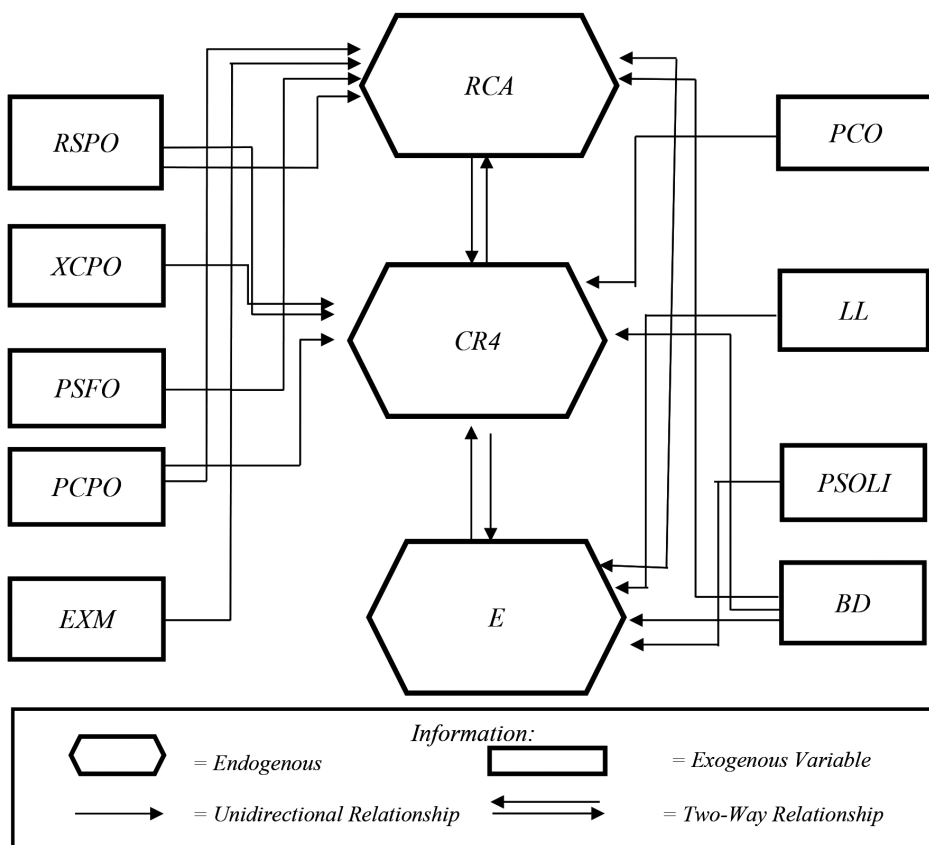 RCA
RSPO
PCO
XCPO
LL
CR4
PSFO
PCPO
PSOLI
EXM
E
BD
Information:
= Endogenous
= Exogenous Variable
= Unidirectional Relationship
= Two-Way Relationship